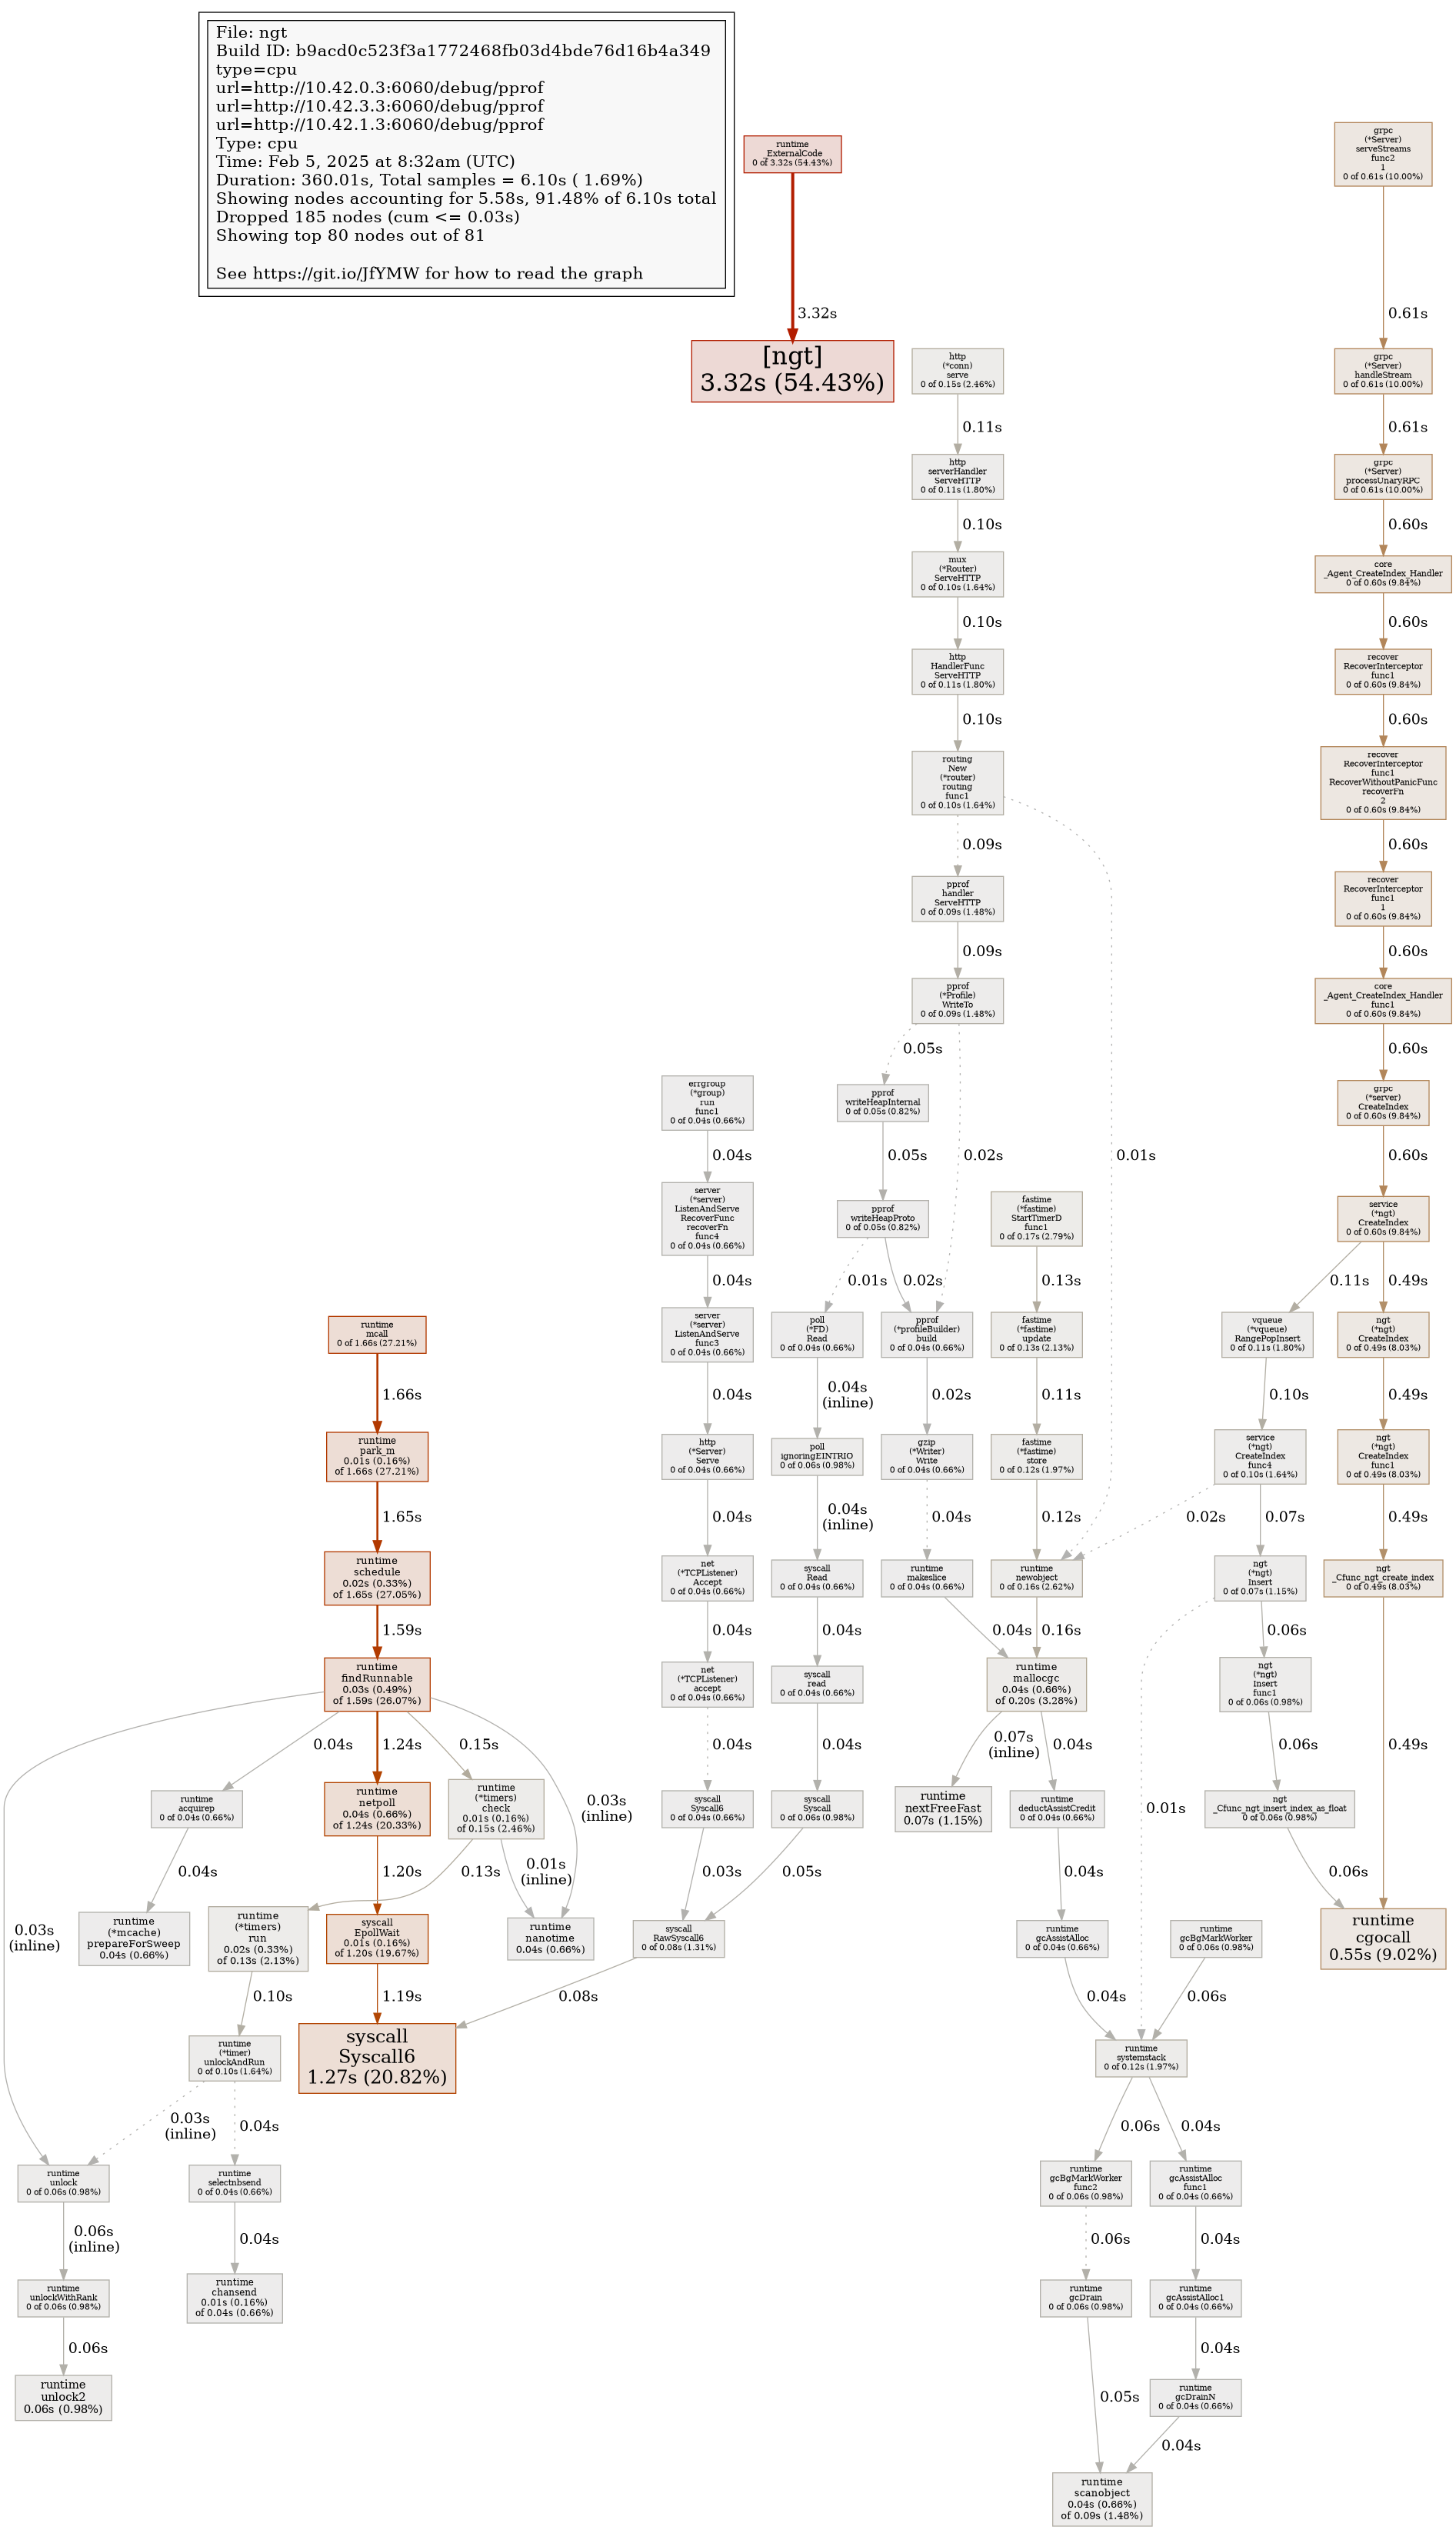 File: ngt
Build ID: b9acd0c523f3a1772468fb03d4bde76d16b4a349
type=cpu
url=http://10.42.0.3:6060/debug/pprof
url=http://10.42.3.3:6060/debug/pprof
url=http://10.42.1.3:6060/debug/pprof
Type: cpu
Time: Feb 5, 2025 at 8:32am (UTC)
Duration: 360.01s, Total samples = 6.10s ( 1.69%)
Showing nodes accounting for 5.58s, 91.48% of 6.10s total
Dropped 185 nodes (cum <= 0.03s)
Showing top 80 nodes out of 81
See https://git.io/JfYMW for how to read the graph
runtime
_ExternalCode
0 of 3.32s (54.43%)
3.32s
[ngt]
3.32s (54.43%)
grpc
(*Server)
serveStreams
func2
1
0 of 0.61s (10.00%)
0.61s
grpc
(*Server)
handleStream
0 of 0.61s (10.00%)
0.61s
grpc
(*Server)
processUnaryRPC
0 of 0.61s (10.00%)
0.60s
core
_Agent_CreateIndex_Handler
0 of 0.60s (9.84%)
0.60s
recover
RecoverInterceptor
func1
0 of 0.60s (9.84%)
0.60s
recover
RecoverInterceptor
func1
RecoverWithoutPanicFunc
recoverFn
2
0 of 0.60s (9.84%)
0.60s
recover
RecoverInterceptor
func1
1
0 of 0.60s (9.84%)
0.60s
core
_Agent_CreateIndex_Handler
func1
0 of 0.60s (9.84%)
0.60s
grpc
(*server)
CreateIndex
0 of 0.60s (9.84%)
0.60s
service
(*ngt)
CreateIndex
0 of 0.60s (9.84%)
0.11s
0.49s
vqueue
(*vqueue)
RangePopInsert
0 of 0.11s (1.80%)
0.10s
ngt
(*ngt)
CreateIndex
0 of 0.49s (8.03%)
0.49s
service
(*ngt)
CreateIndex
func4
0 of 0.10s (1.64%)
0.02s
0.07s
ngt
(*ngt)
CreateIndex
func1
0 of 0.49s (8.03%)
0.49s
ngt
(*ngt)
Insert
0 of 0.07s (1.15%)
0.01s
0.06s
ngt
_Cfunc_ngt_create_index
0 of 0.49s (8.03%)
0.49s
ngt
(*ngt)
Insert
func1
0 of 0.06s (0.98%)
0.06s
ngt
_Cfunc_ngt_insert_index_as_float
0 of 0.06s (0.98%)
0.06s
runtime
cgocall
0.55s (9.02%)
http
(*conn)
serve
0 of 0.15s (2.46%)
0.11s
http
serverHandler
ServeHTTP
0 of 0.11s (1.80%)
0.10s
mux
(*Router)
ServeHTTP
0 of 0.10s (1.64%)
0.10s
http
HandlerFunc
ServeHTTP
0 of 0.11s (1.80%)
0.10s
routing
New
(*router)
routing
func1
0 of 0.10s (1.64%)
0.09s
0.01s
pprof
handler
ServeHTTP
0 of 0.09s (1.48%)
0.09s
pprof
(*Profile)
WriteTo
0 of 0.09s (1.48%)
0.05s
0.02s
pprof
writeHeapInternal
0 of 0.05s (0.82%)
0.05s
pprof
writeHeapProto
0 of 0.05s (0.82%)
0.01s
0.02s
poll
(*FD)
Read
0 of 0.04s (0.66%)
0.04s
(inline)
pprof
(*profileBuilder)
build
0 of 0.04s (0.66%)
0.02s
poll
ignoringEINTRIO
0 of 0.06s (0.98%)
0.04s
(inline)
gzip
(*Writer)
Write
0 of 0.04s (0.66%)
0.04s
syscall
Read
0 of 0.04s (0.66%)
0.04s
runtime
makeslice
0 of 0.04s (0.66%)
0.04s
syscall
read
0 of 0.04s (0.66%)
0.04s
syscall
Syscall
0 of 0.06s (0.98%)
0.05s
fastime
(*fastime)
StartTimerD
func1
0 of 0.17s (2.79%)
0.13s
fastime
(*fastime)
update
0 of 0.13s (2.13%)
0.11s
fastime
(*fastime)
store
0 of 0.12s (1.97%)
0.12s
runtime
newobject
0 of 0.16s (2.62%)
0.16s
runtime
mallocgc
0.04s (0.66%)
of 0.20s (3.28%)
0.07s
(inline)
0.04s
runtime
nextFreeFast
0.07s (1.15%)
runtime
deductAssistCredit
0 of 0.04s (0.66%)
0.04s
runtime
gcAssistAlloc
0 of 0.04s (0.66%)
0.04s
runtime
gcBgMarkWorker
0 of 0.06s (0.98%)
0.06s
runtime
systemstack
0 of 0.12s (1.97%)
0.06s
0.04s
runtime
gcBgMarkWorker
func2
0 of 0.06s (0.98%)
0.06s
runtime
gcAssistAlloc
func1
0 of 0.04s (0.66%)
0.04s
runtime
gcDrain
0 of 0.06s (0.98%)
0.05s
runtime
gcAssistAlloc1
0 of 0.04s (0.66%)
0.04s
runtime
gcDrainN
0 of 0.04s (0.66%)
0.04s
runtime
scanobject
0.04s (0.66%)
of 0.09s (1.48%)
errgroup
(*group)
run
func1
0 of 0.04s (0.66%)
0.04s
server
(*server)
ListenAndServe
RecoverFunc
recoverFn
func4
0 of 0.04s (0.66%)
0.04s
server
(*server)
ListenAndServe
func3
0 of 0.04s (0.66%)
0.04s
http
(*Server)
Serve
0 of 0.04s (0.66%)
0.04s
net
(*TCPListener)
Accept
0 of 0.04s (0.66%)
0.04s
net
(*TCPListener)
accept
0 of 0.04s (0.66%)
0.04s
syscall
Syscall6
0 of 0.04s (0.66%)
0.03s
syscall
RawSyscall6
0 of 0.08s (1.31%)
0.08s
runtime
mcall
0 of 1.66s (27.21%)
1.66s
runtime
park_m
0.01s (0.16%)
of 1.66s (27.21%)
1.65s
runtime
schedule
0.02s (0.33%)
of 1.65s (27.05%)
1.59s
runtime
findRunnable
0.03s (0.49%)
of 1.59s (26.07%)
0.03s
(inline)
0.04s
1.24s
0.15s
0.03s
(inline)
runtime
acquirep
0 of 0.04s (0.66%)
0.04s
runtime
netpoll
0.04s (0.66%)
of 1.24s (20.33%)
1.20s
runtime
(*timers)
check
0.01s (0.16%)
of 0.15s (2.46%)
0.13s
0.01s
(inline)
runtime
(*mcache)
prepareForSweep
0.04s (0.66%)
runtime
(*timers)
run
0.02s (0.33%)
of 0.13s (2.13%)
0.10s
syscall
EpollWait
0.01s (0.16%)
of 1.20s (19.67%)
1.19s
runtime
nanotime
0.04s (0.66%)
syscall
Syscall6
1.27s (20.82%)
runtime
(*timer)
unlockAndRun
0 of 0.10s (1.64%)
0.03s
(inline)
0.04s
runtime
unlock
0 of 0.06s (0.98%)
0.06s
(inline)
runtime
selectnbsend
0 of 0.04s (0.66%)
0.04s
runtime
unlockWithRank
0 of 0.06s (0.98%)
0.06s
runtime
chansend
0.01s (0.16%)
of 0.04s (0.66%)
runtime
unlock2
0.06s (0.98%)